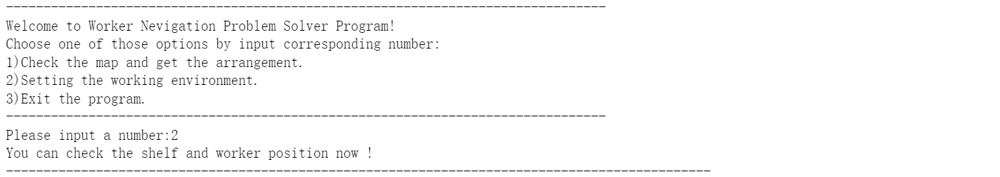 --------------------------------------------------------------------------------
Welcome to Worker Nevigation Problem Solver Program!
Choose one of those options by input corresponding number:
1)Check the map and get the arrangement.
2)Setting the working environment.
3)Exit the program.
--------------------------------------------------------------------------------
Please input a number:2
You can check the shelf and worker position now !
----------------------------------------------------------------------------------------------